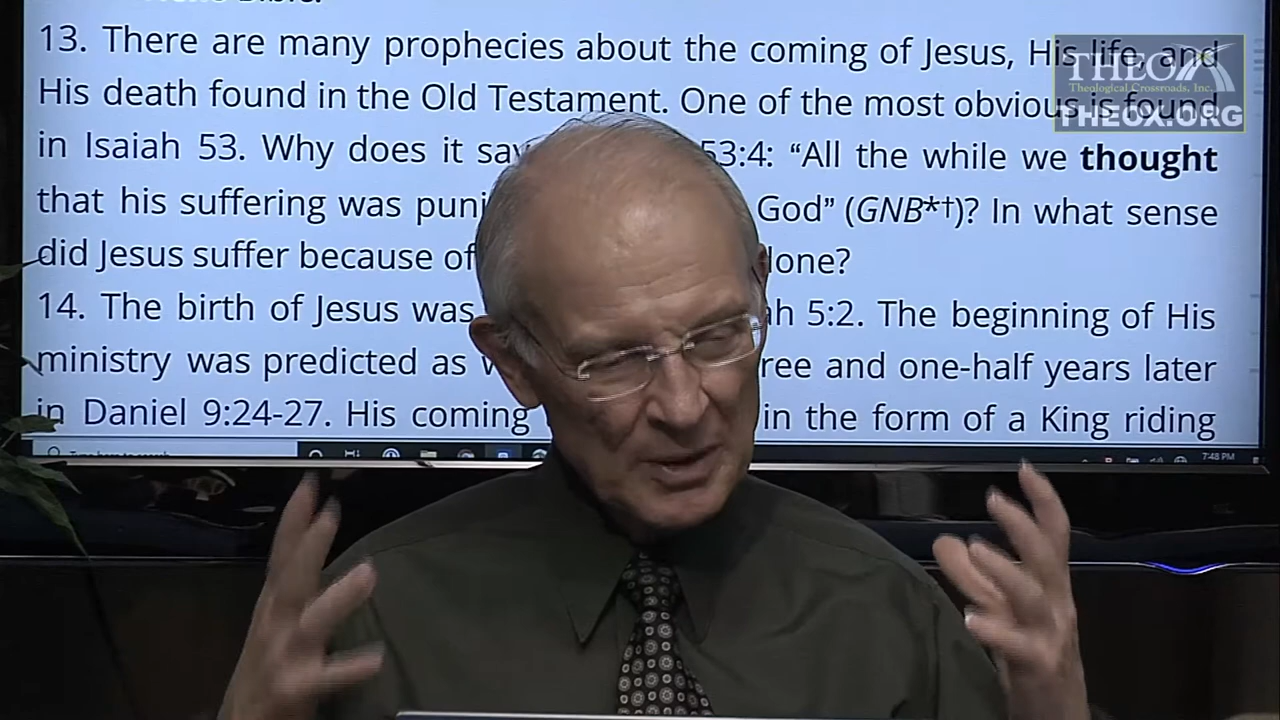 Bible.
13. There are many prophecies about the coming of Jesus, His life, and
His death found in the Old Testament. One of the most obvious is found
in Isaiah 53. Why does it say 53:4: “All the while we thought
that his suffering was God” (GNB*†)? In what sense
did Jesus suffer because of
14. The birth of Jesus was 5:2. The beginning of His
ministry was predicted as and one-half years later
in Daniel 9:24-27. His coming in the form of a King riding
THEOX
Theological Crossroads, Inc.
THEOX.ORG
Type here to search
7:48 PM